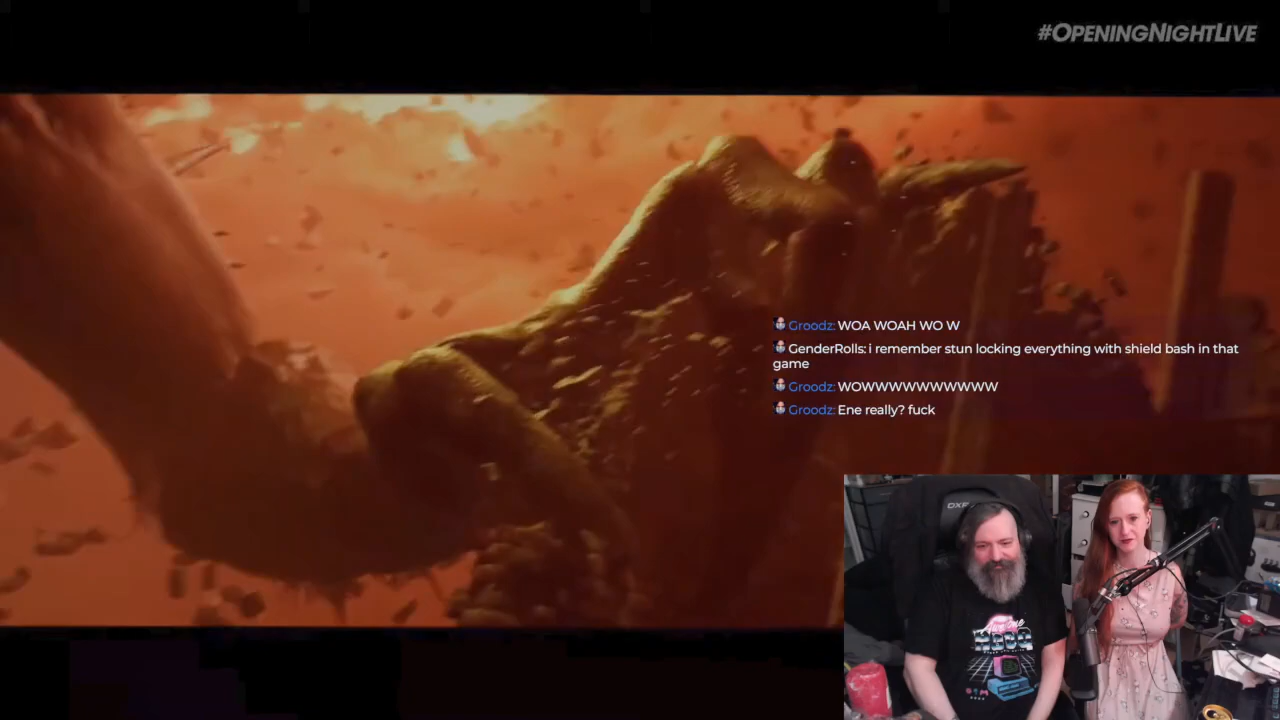 #OPENINGNIGHTLIVE
Groodz: WOA WOAH WO W
GenderRolls: i remember stun locking everything with shield bash in that
game
Groodz: WOWWWWWWWWWWW
Groodz: Ene really? fuck
Awesome